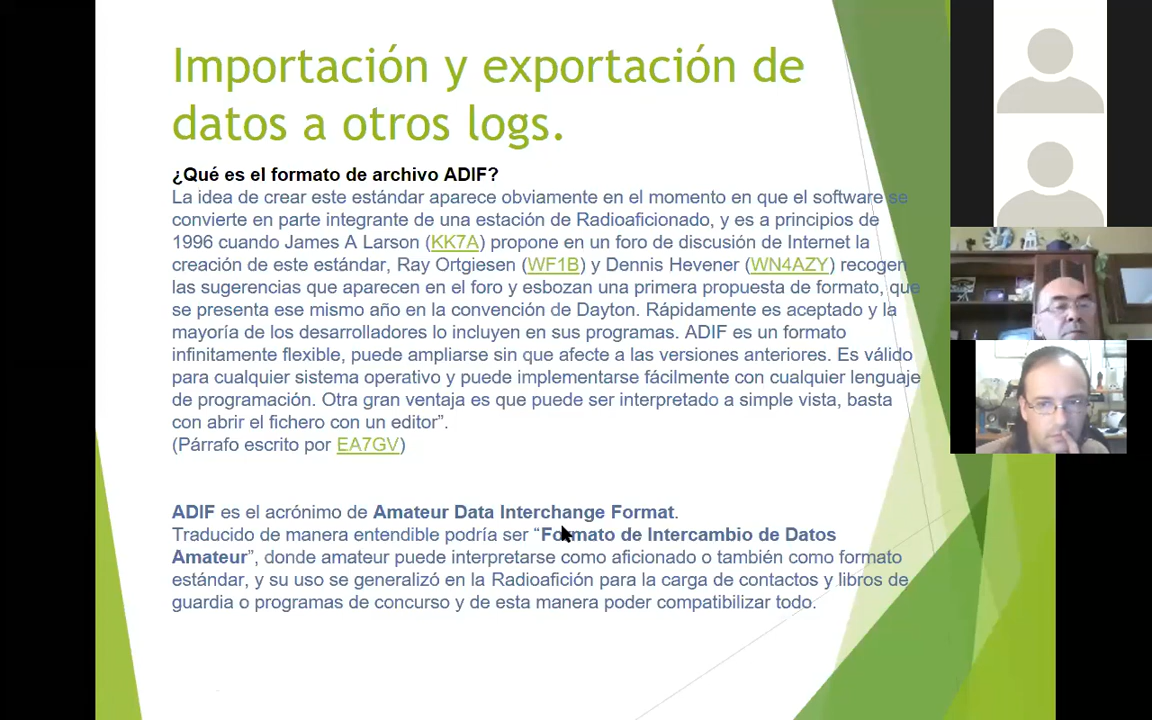 Importación y exportación de
datos a otros logs.
¿Qué es el formato de archivo ADIF?
La idea de crear este estándar aparece obviamente en el momento en que el software se
convierte en parte integrante de una estación de Radioaficionado, y es a principios de
1996 cuando James A Larson (KK7A) propone en un foro de discusión de Internet la
creación de este estándar, Ray Ortgiesen (WF1B) y Dennis Hevener (WN4AZY) recogen
las sugerencias que aparecen en el foro y esbozan una primera propuesta de formato, que
se presenta ese mismo año en la convención de Dayton. Rápidamente es aceptado y la
mayoría de los desarrolladores lo incluyen en sus programas. ADIF es un formato
infinitamente flexible, puede ampliarse sin que afecte a las versiones anteriores. Es válido
para cualquier sistema operativo y puede implementarse fácilmente con cualquier lenguaje
de programación. Otra gran ventaja es que puede ser interpretado a simple vista, basta
con abrir el fichero con un editor”.
(Párrafo escrito por EA7GV)
ADIF es el acrónimo de Amateur Data Interchange Format.
Traducido de manera entendible podría ser “Formato de Intercambio de Datos
Amateur”, donde amateur puede interpretarse como aficionado o también como formato
estándar, y su uso se generalizó en la Radioafición para la carga de contactos y libros de
guardia o programas de concurso y de esta manera poder compatibilizar todo.